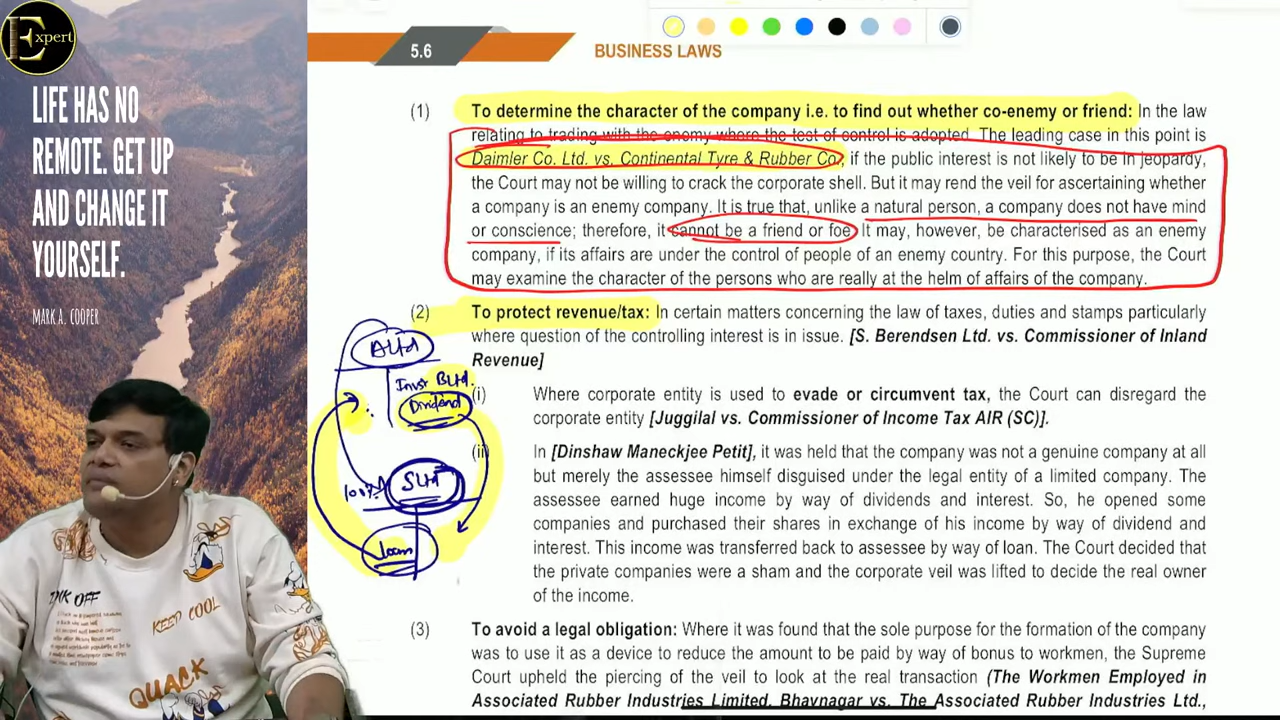 Expert
LIFE HAS NO
REMOTE. GET UP
AND CHANGE IT
YOURSELF.
MARK A. COOPER
5.6
BUSINESS LAWS
(1) To determine the character of the company i.e. to find out whether co-enemy or friend: In the law
relating to trading with the enemy where the test of control is adopted. The leading case in this point is
Daimler Co. Ltd. vs. Continental Tyre & Rubber Co., if the public interest is not likely to be in jeopardy,
the Court may not be willing to crack the corporate shell. But it may rend the veil for ascertaining whether
a company is an enemy company. It is true that, unlike a natural person, a company does not have mind
or conscience; therefore, it cannot be a friend or foe. It may, however, be characterised as an enemy
company, if its affairs are under the control of people of an enemy country. For this purpose, the Court
may examine the character of the persons who are really at the helm of affairs of the company.
(2) To protect revenue/tax: In certain matters concerning the law of taxes, duties and stamps particularly
where question of the controlling interest is in issue. [S. Berendsen Ltd. vs. Commissioner of Inland
Revenue]
(i) Where corporate entity is used to evade or circumvent tax, the Court can disregard the
corporate entity [Juggilal vs. Commissioner of Income Tax AIR (SC)].
(ii) In [Dinshaw Maneckjee Petit], it was held that the company was not a genuine company at all
but merely the assessee himself disguised under the legal entity of a limited company. The
assessee earned huge income by way of dividends and interest. So, he opened some
companies and purchased their shares in exchange of his income by way of dividend and
interest. This income was transferred back to assessee by way of loan. The Court decided that
the private companies were a sham and the corporate veil was lifted to decide the real owner
of the income.
(3) To avoid a legal obligation: Where it was found that the sole purpose for the formation of the company
was to use it as a device to reduce the amount to be paid by way of bonus to workmen, the Supreme
Court upheld the piercing of the veil to look at the real transaction (The Workmen Employed in
Associated Rubber Industries Limited, Bhavnagar vs. The Associated Rubber Industries Ltd.,
A Ltd
Invst B Ltd.
Dividend
100%
S Ltd
loan
KEEP COOL
QUACK